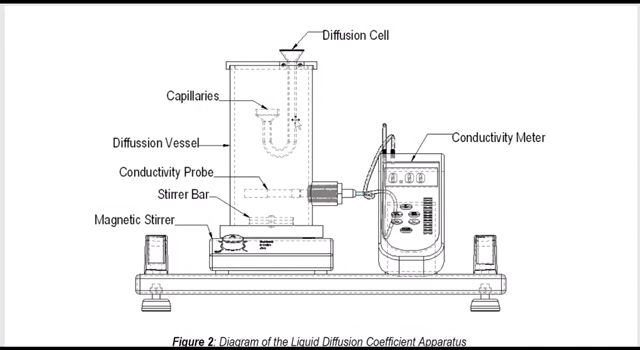 Diffusion Cell
Capillaries
Conductivity Meter
Diffussion Vessel
Conductivity Probe
Stirrer Bar
Magnetic Stirrer
Figure 2: Diagram of the Liquid Diffusion Coefficient Apparatus